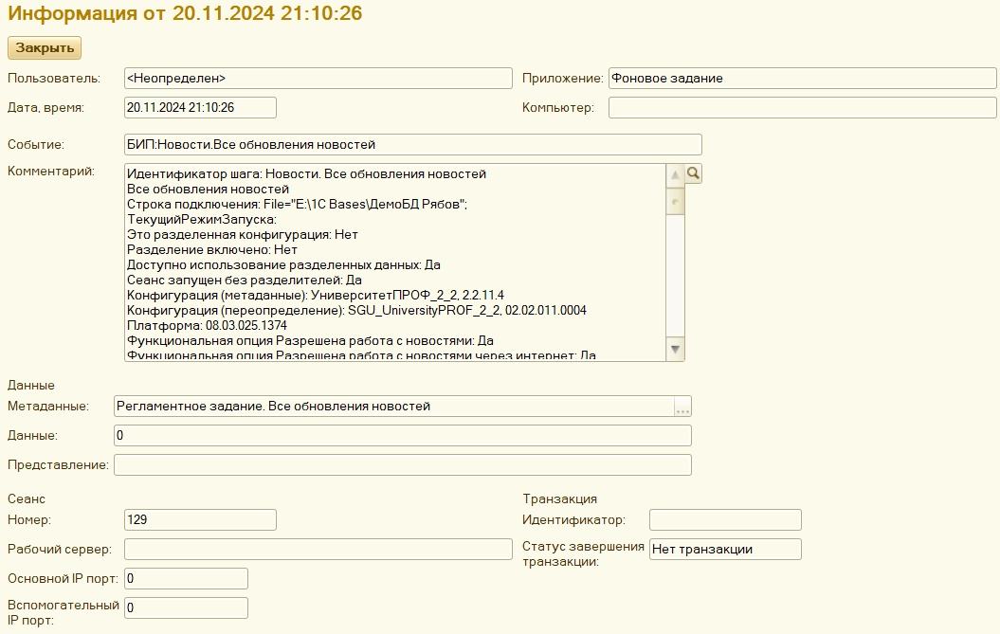 Информация от 20.11.2024 21:10:26
Закрыть
Пользователь: <Неопределен> Приложение: Фоновое задание
Дата, время: 20.11.2024 21:10:26 Компьютер:
Событие: БИП:Новости.Все обновления новостей
Комментарий: Идентификатор шага: Новости. Все обновления новостей
Все обновления новостей
Строка подключения: File="E:\1C Bases\ДемоБД Рябов";
ТекущийРежимЗапуска:
Это разделенная конфигурация: Нет
Разделение включено: Нет
Доступно использование разделенных данных: Да
Сеанс запущен без разделителей: Да
Конфигурация (метаданные): УниверситетПРОФ_2_2, 2.2.11.4
Конфигурация (переопределение): SGU_UniversityPROF_2_2, 02.02.011.0004
Платформа: 08.03.025.1374
Функциональная опция Разрешена работа с новостями: Да
Функциональная опция Разрешена работа с новостями через интернет: Да
Данные
Метаданные: Регламентное задание. Все обновления новостей ...
Данные: 0
Представление:
Сеанс Транзакция
Номер: 129 Идентификатор:
Рабочий сервер: Статус завершения транзакции: Нет транзакции
Основной IP порт: 0
Вспомогательный
IP порт: 0